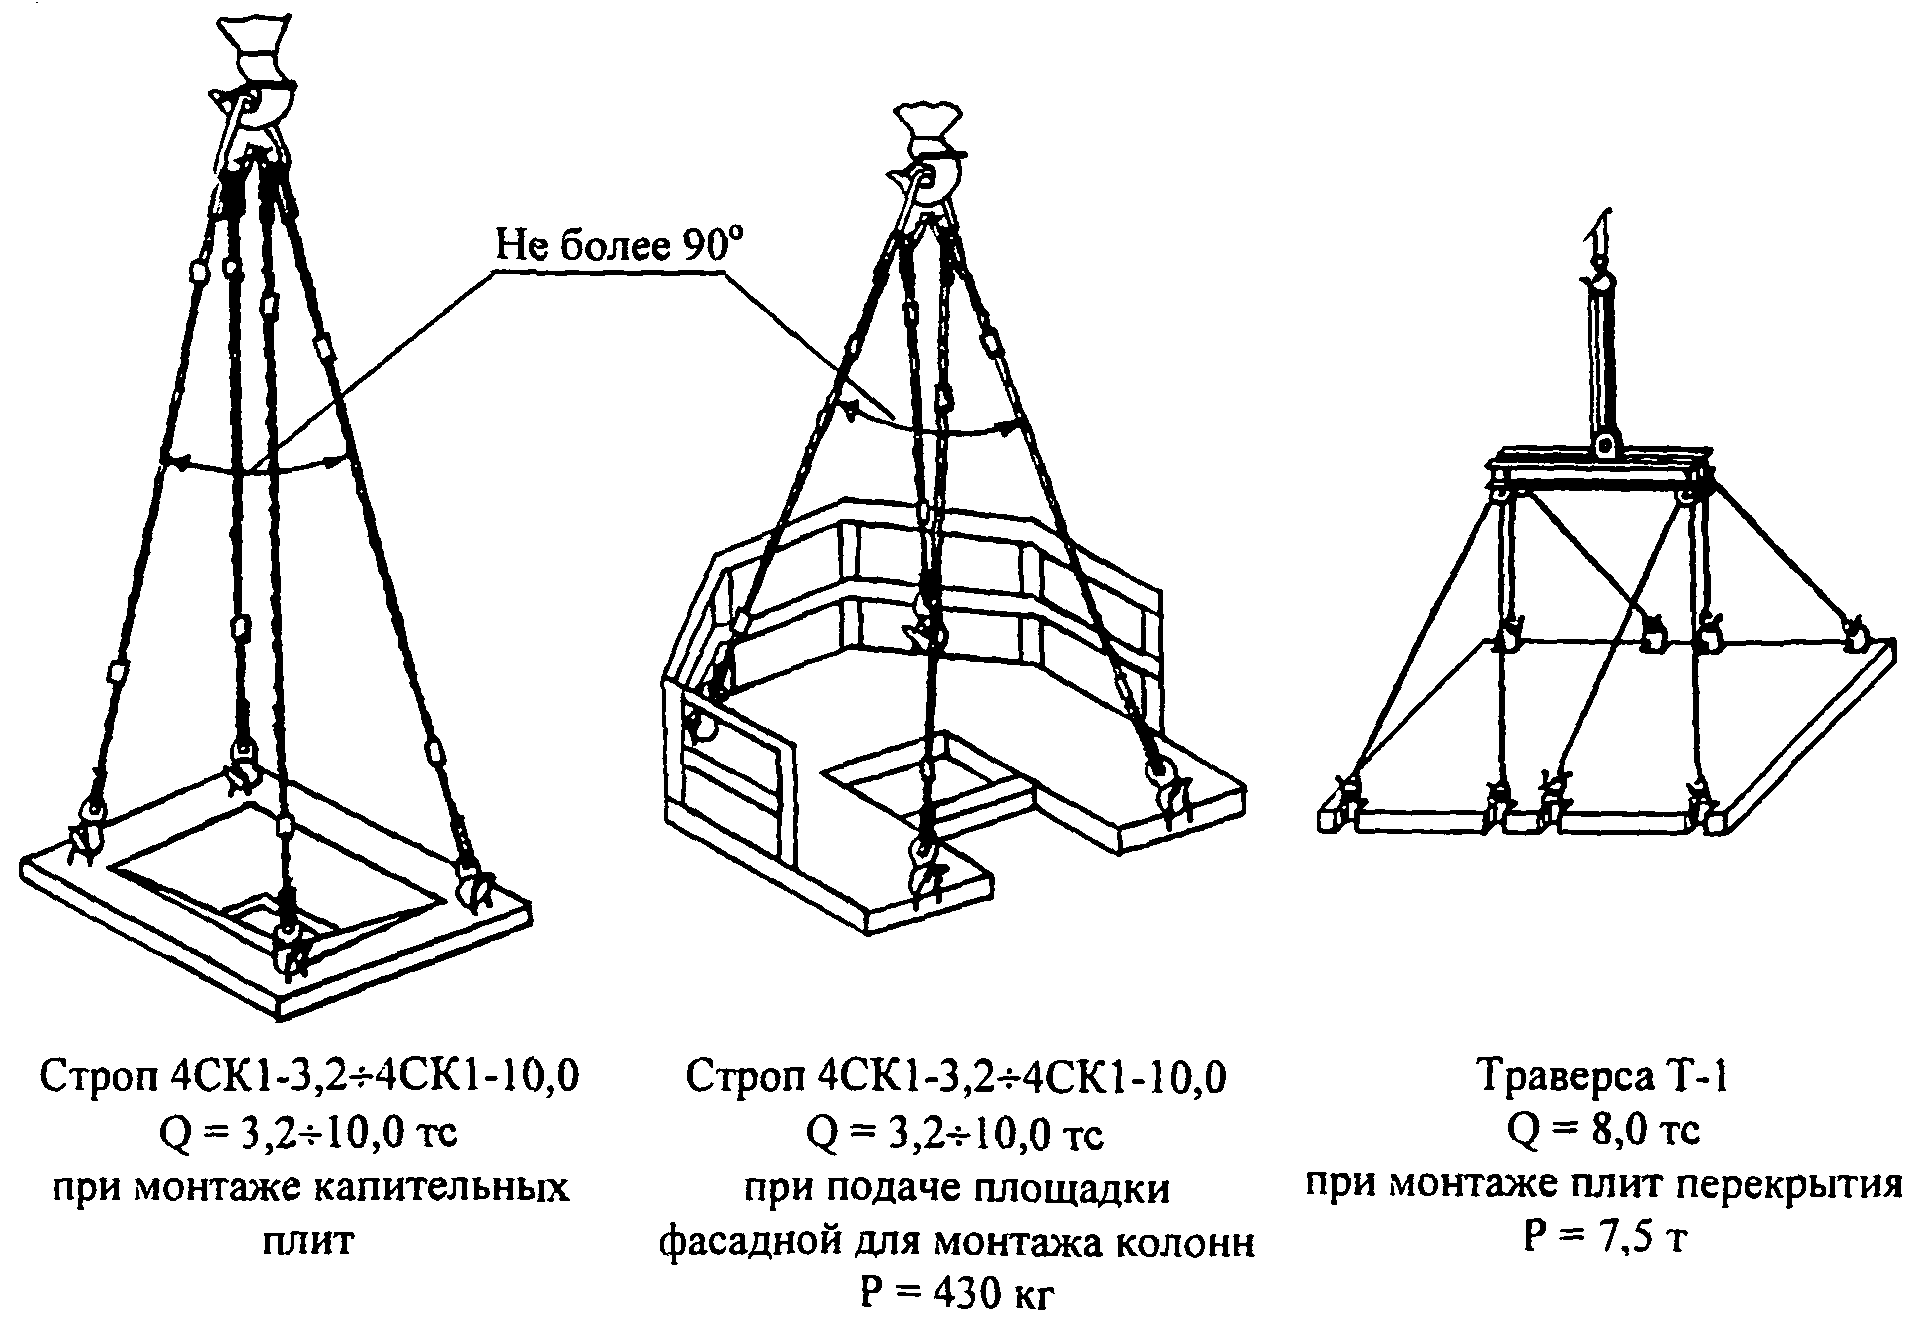 Не более 90°
Строп 4СК1-3,2÷4СК1-10,0
Q = 3,2÷10,0 тс
при монтаже капительных
плит
Строп 4СК1-3,2÷4СК1-10,0
Q = 3,2÷10,0 тс
при подаче площадки
фасадной для монтажа колонн
Р = 430 кг
Траверса Т-1
Q = 8,0 тс
при монтаже плит перекрытия
Р = 7,5 т